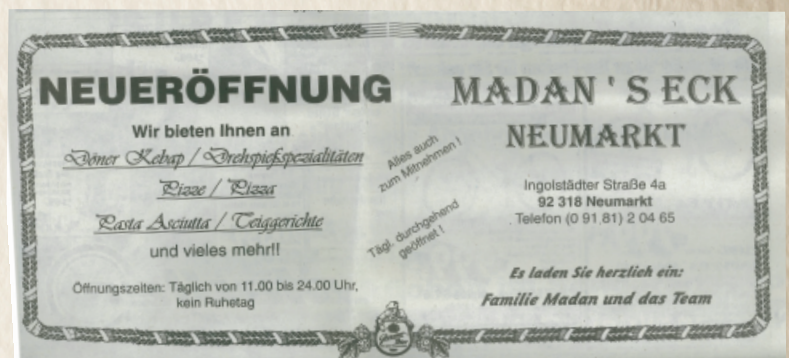 NEUERÖFFNUNG
Wir bieten Ihnen an
Döner Kebap / Drehspießspezialitäten
Pizze / Pizza
Pasta Asciutta / Teiggerichte
und vieles mehr!!
Öffnungszeiten: Täglich von 11.00 bis 24.00 Uhr,
kein Ruhetag
Alles auch
zum Mitnehmen !
Tägl. durchgehend
geöffnet !
MADAN ' S ECK
NEUMARKT
Ingolstädter Straße 4a
92 318 Neumarkt
Telefon (0 91 81) 2 04 65
Es laden Sie herzlich ein:
Familie Madan und das Team